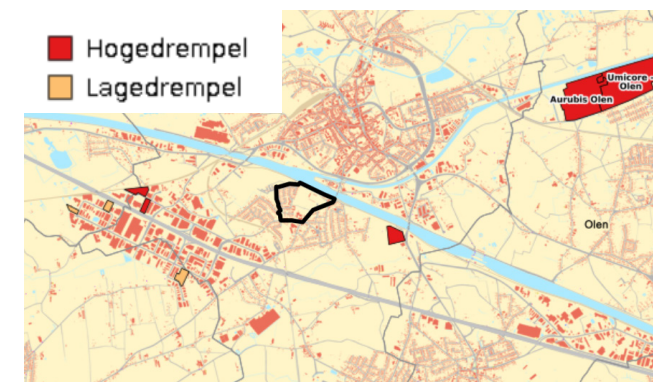 Hogedrempel
Lagedrempel
Umicore -
Olen
Aurubis Olen
Olen